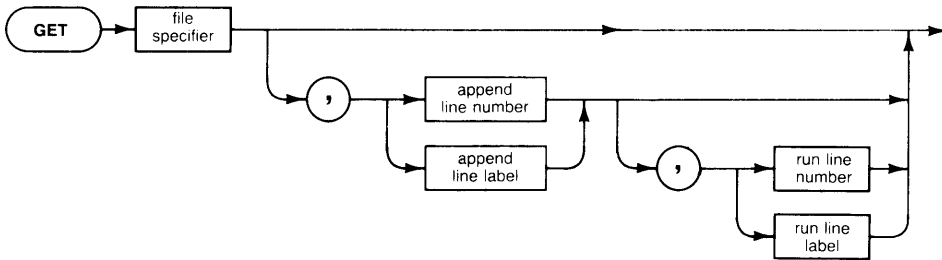 GET
file
specifier
,
append
line number
append
line label
,
run line
number
run line
label